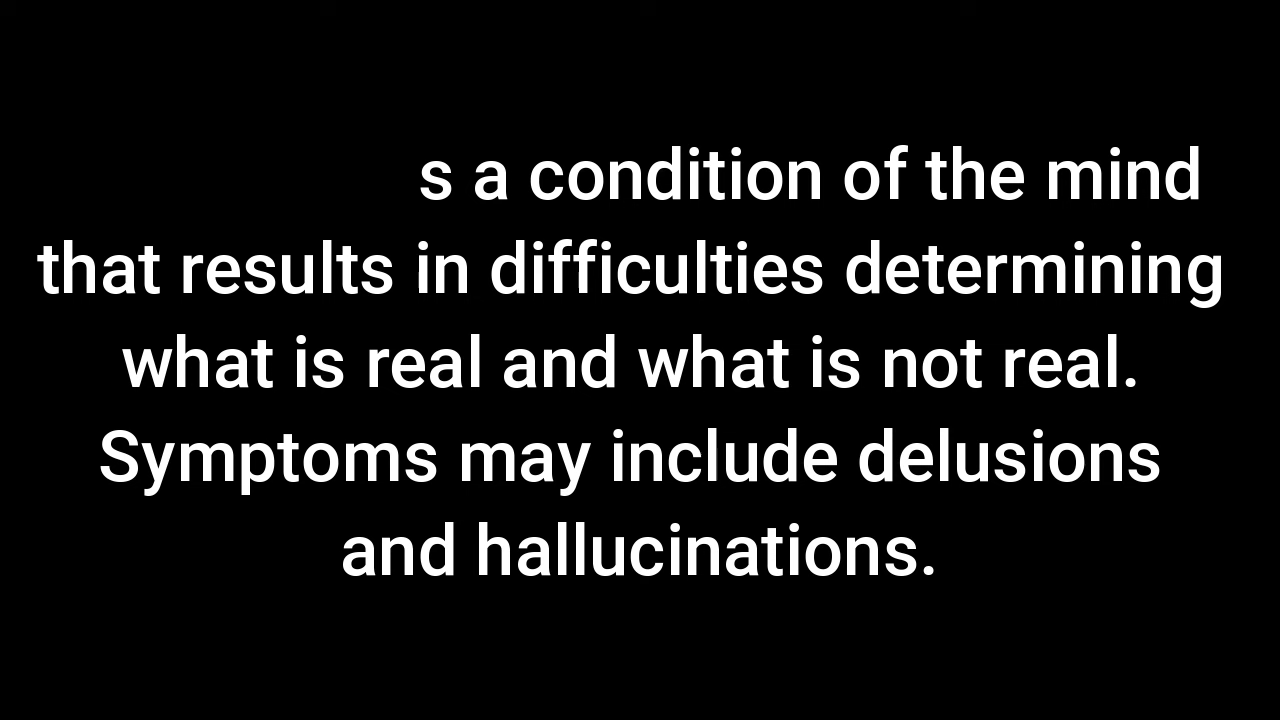 s a condition of the mind
that results in difficulties determining
what is real and what is not real.
Symptoms may include delusions
and hallucinations.